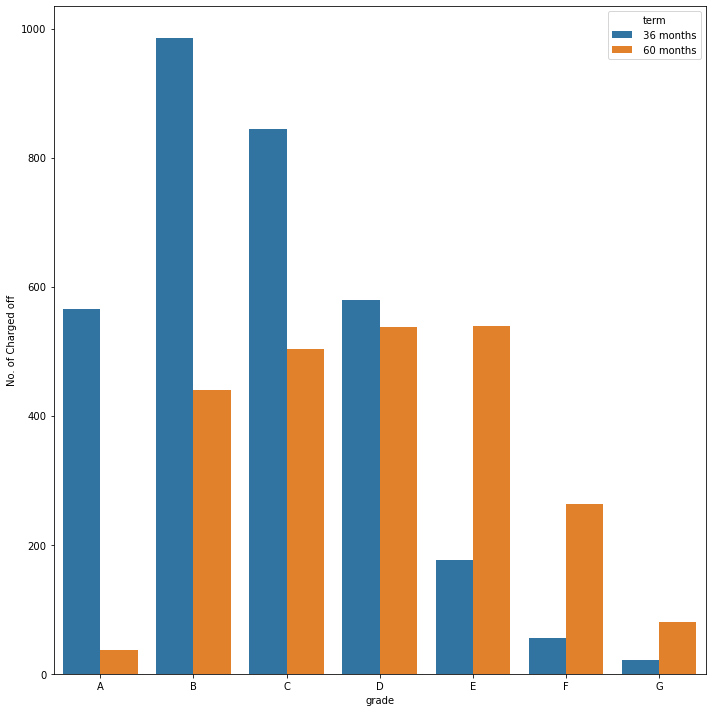 term
36 months
60 months
1000
800
600
400
200
0
No. of Charged off
A B C D E F G
grade